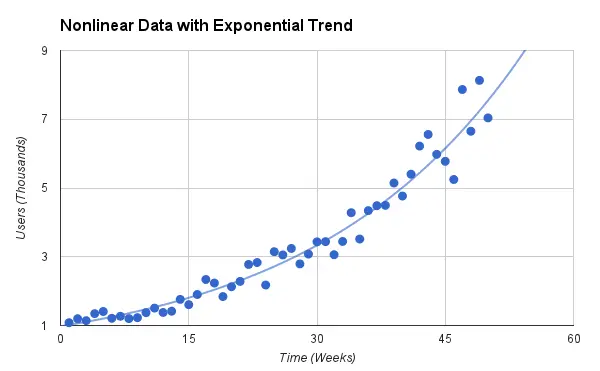 Nonlinear Data with Exponential Trend
9
7
5
3
1
Users (Thousands)
0 15 30 45 60
Time (Weeks)